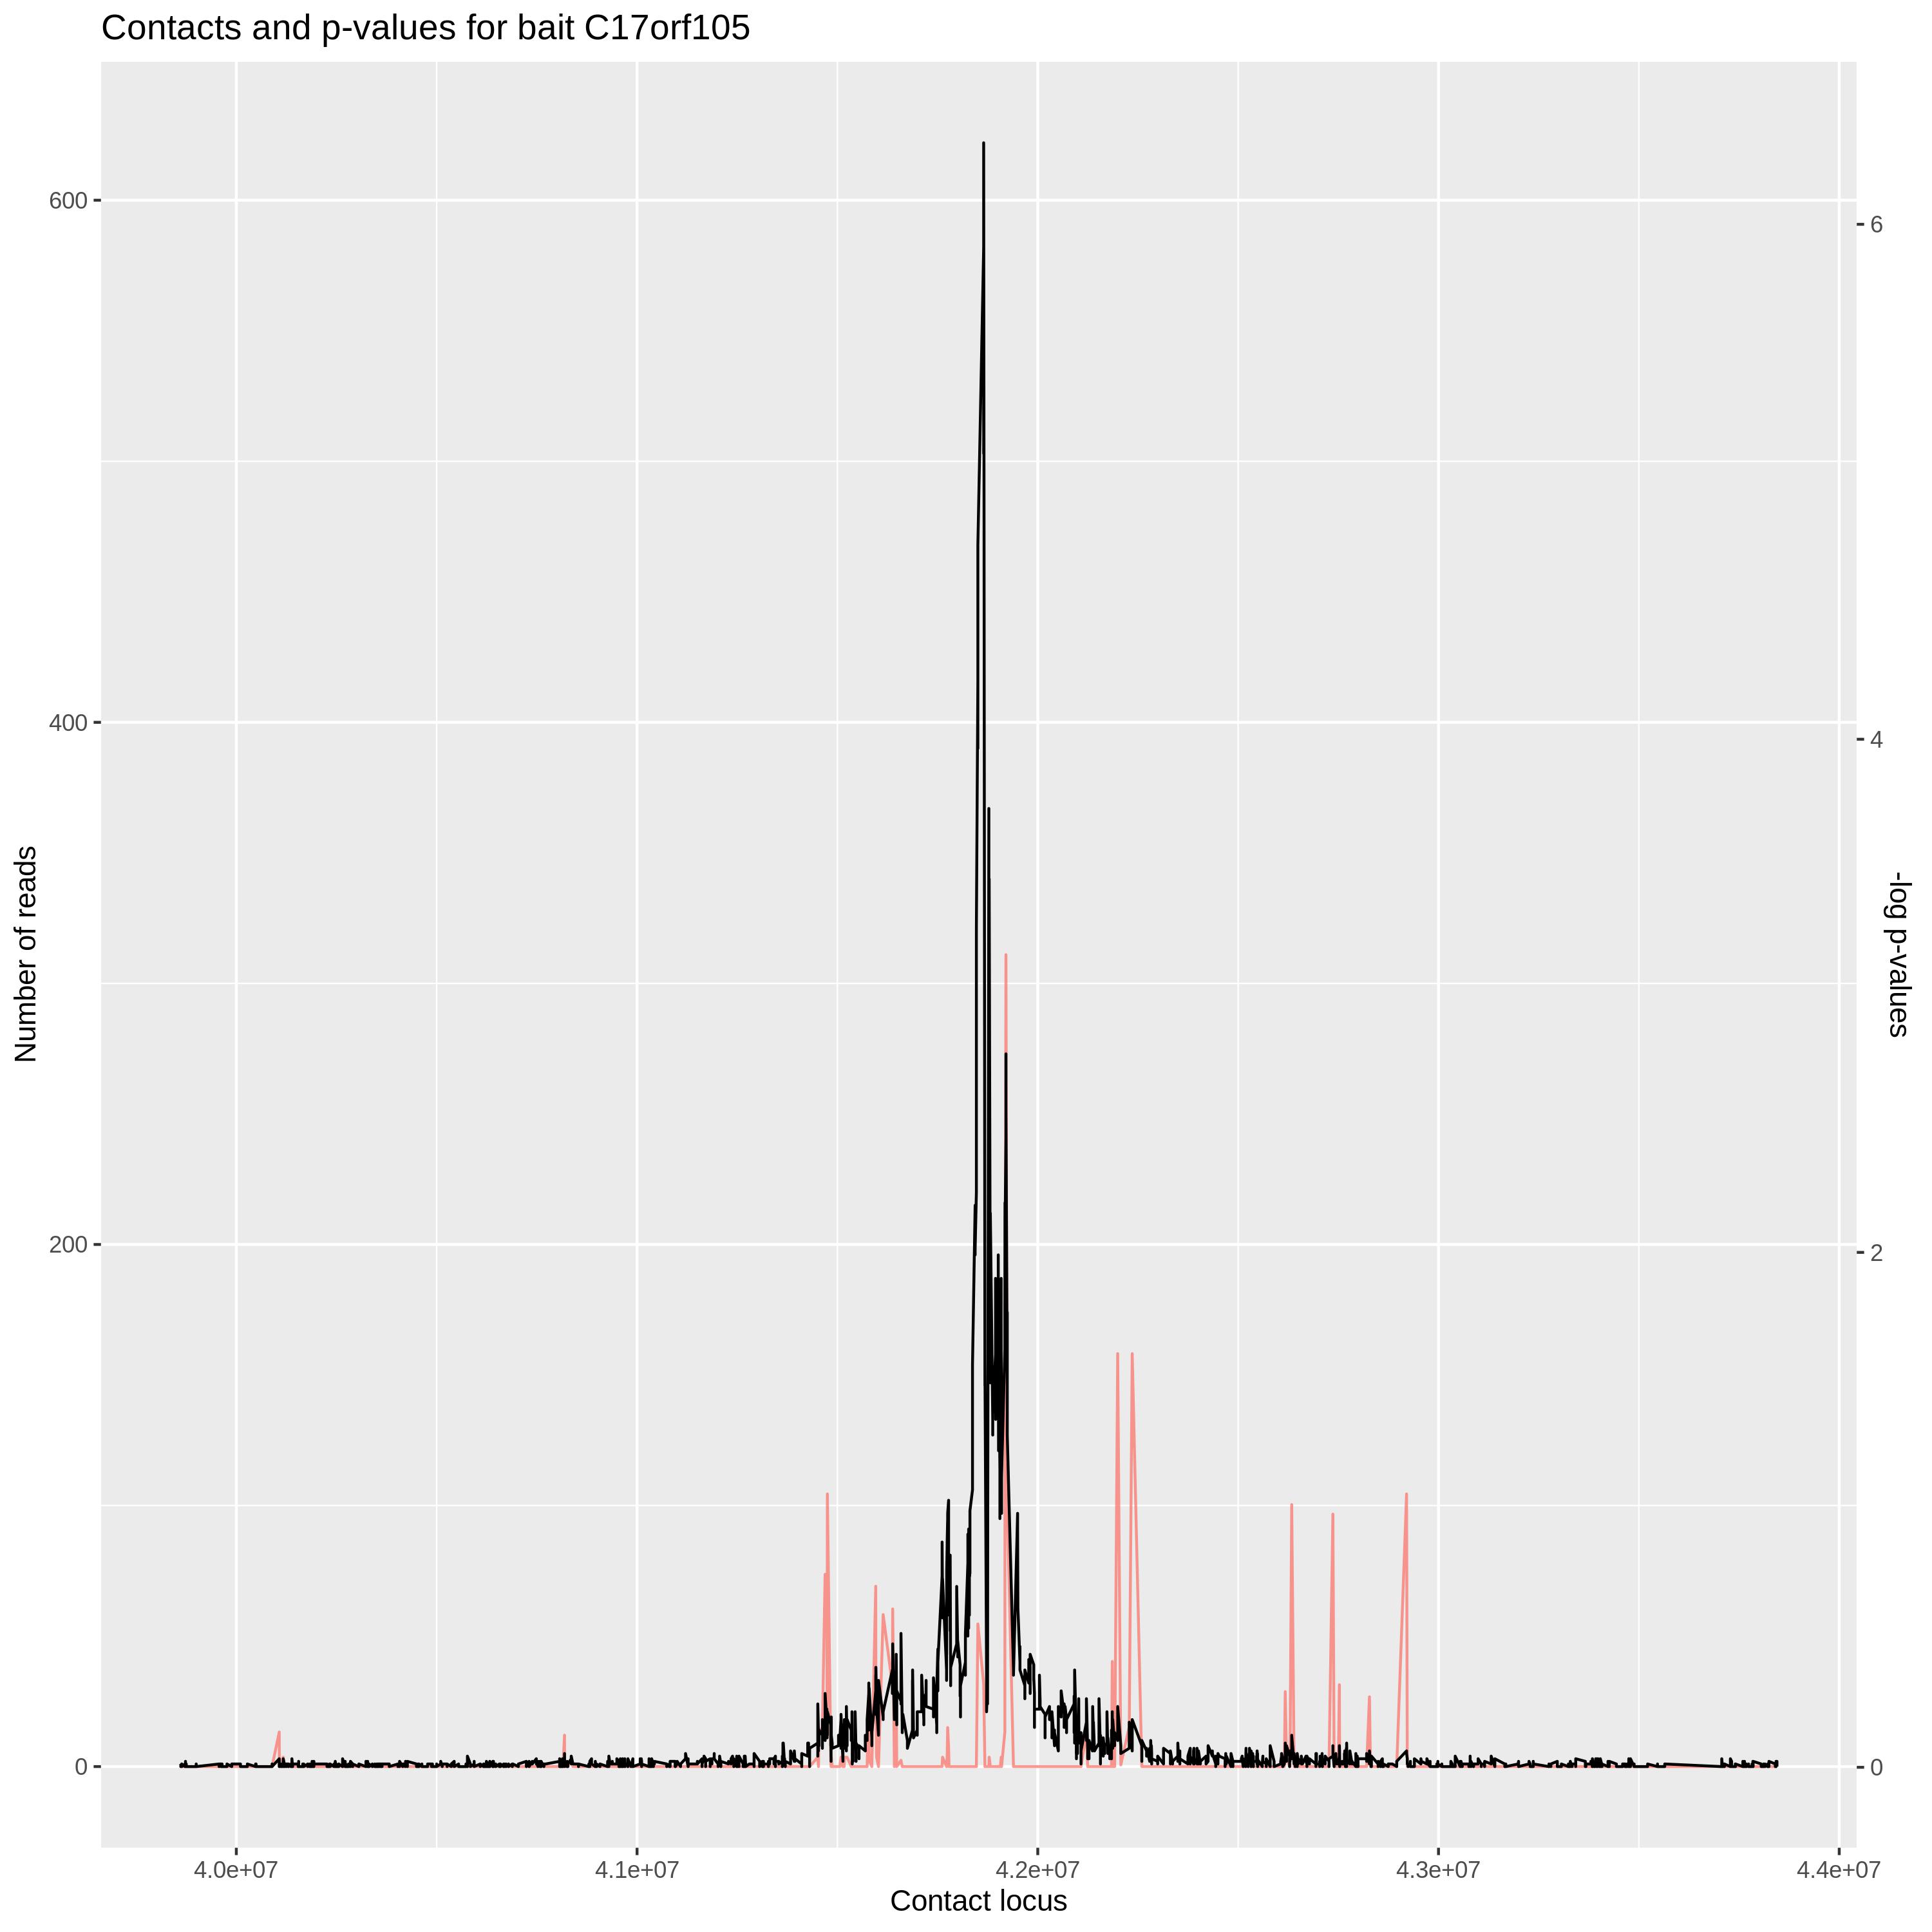 Contacts and p-values for bait C17orf105
600
400
200
0
Number of reads
6
4
2
0
-log p-values
4.0e+07
4.1e+07
4.2e+07
4.3e+07
4.4e+07
Contact locus